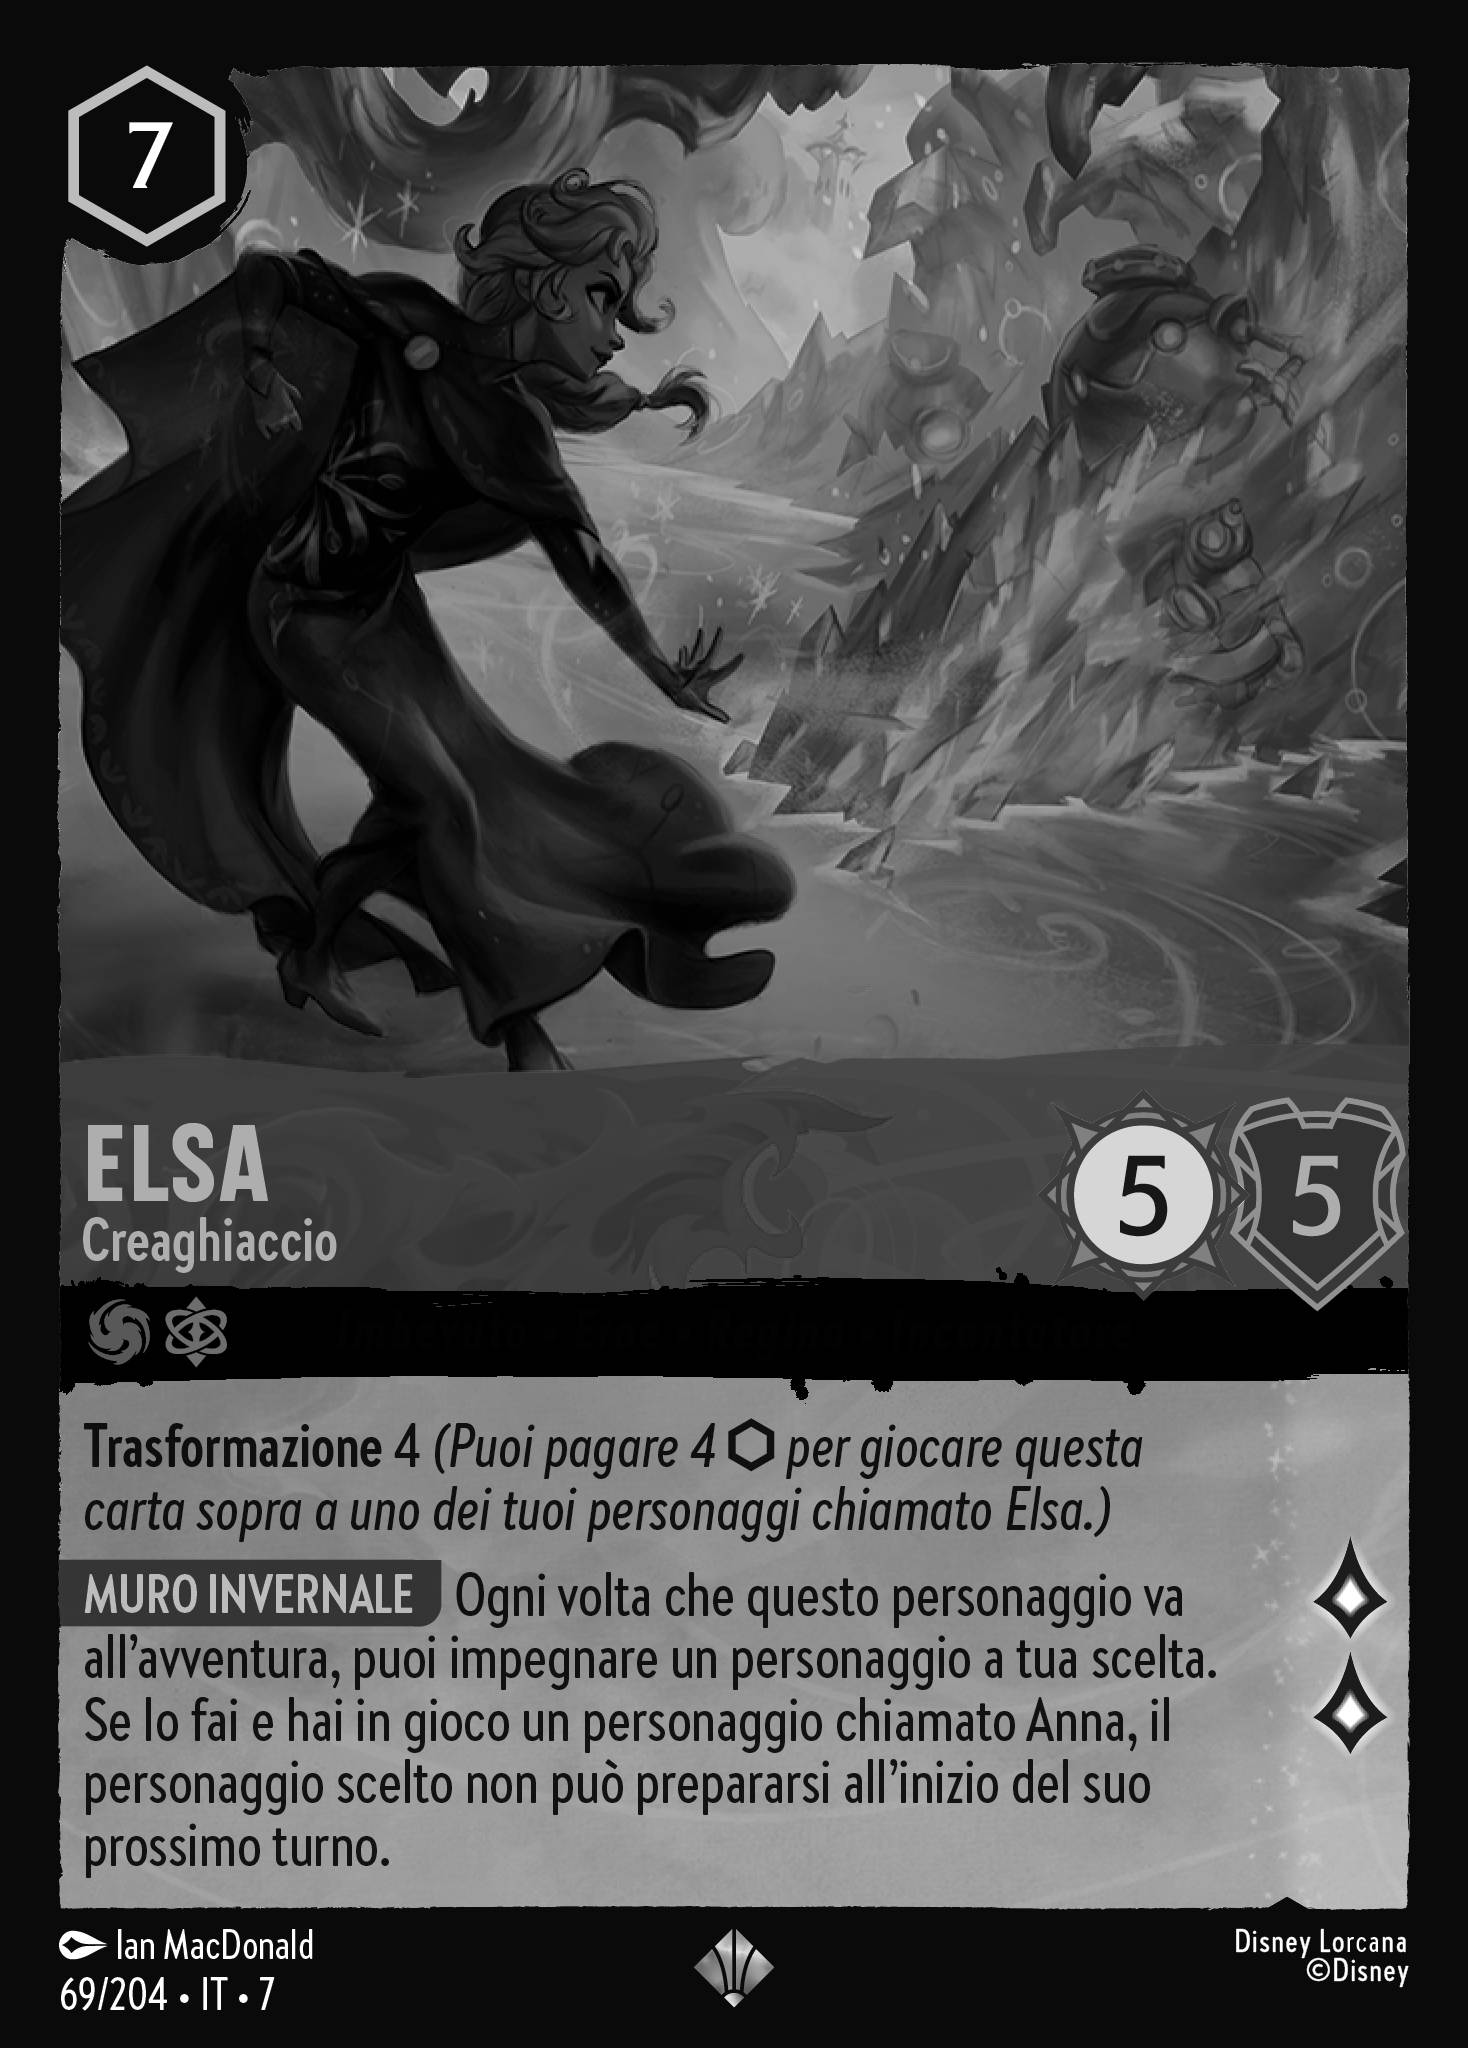 7
ELSA
Creaghiaccio
5 5
Trasformazione 4 (Puoi pagare 4 per giocare questa
carta sopra a uno dei tuoi personaggi chiamato Elsa.)
MURO INVERNALE Ogni volta che questo personaggio va
all’avventura, puoi impegnare un personaggio a tua scelta.
Se lo fai e hai in gioco un personaggio chiamato Anna, il
personaggio scelto non può prepararsi all’inizio del suo
prossimo turno.
Ian MacDonald
69/204 • IT • 7
Disney Lorcana
©Disney